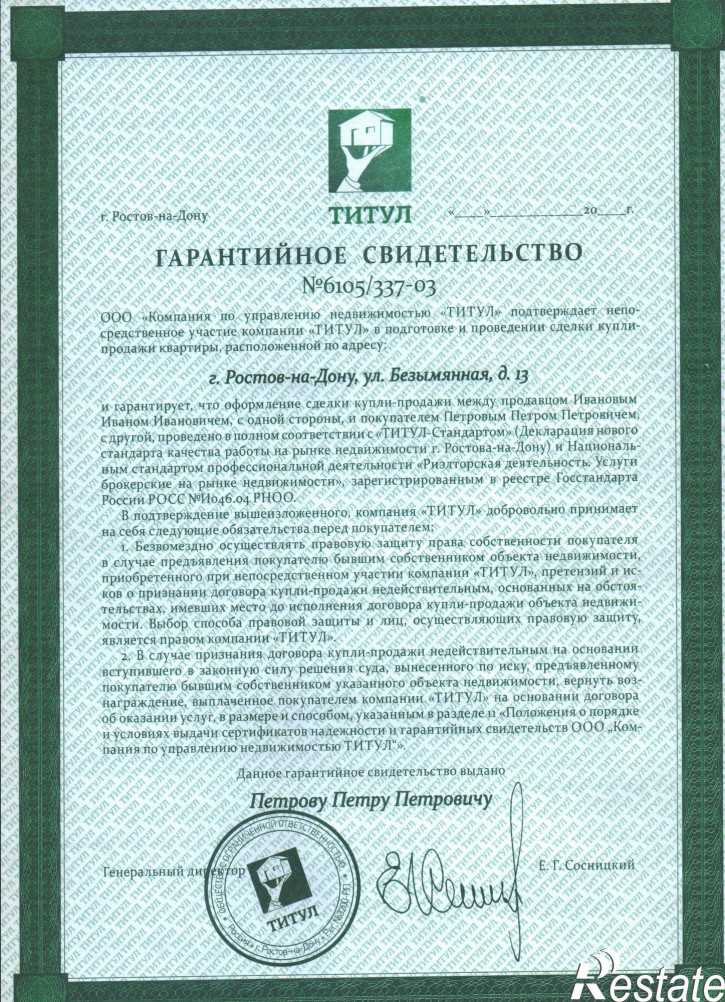 ®
ТИТУЛ
г. Ростов-на-Дону «____»______________20____г.
ГАРАНТИЙНОЕ СВИДЕТЕЛЬСТВО
№6105/337-03
ООО «Компания по управлению недвижимостью «ТИТУЛ» подтверждает непо-
средственное участие компании «ТИТУЛ» в подготовке и проведении сделки купли-
продажи квартиры, расположенной по адресу:
г. Ростов-на-Дону, ул. Безымянная, д. 13
и гарантирует, что оформление сделки купли-продажи между продавцом Ивановым
Иваном Ивановичем, с одной стороны, и покупателем Петровым Петром Петровичем,
с другой, проведено в полном соответствии с «ТИТУЛ-Стандартом» (Декларация нового
стандарта качества работы на рынке недвижимости г. Ростова-на-Дону) и Националь-
ным стандартом профессиональной деятельности «Риэлторская деятельность. Услуги
брокерские на рынке недвижимости», зарегистрированным в реестре Госстандарта
России РОСС №И046.04 РНОО.
В подтверждение вышеизложенного, компания «ТИТУЛ» добровольно принимает
на себя следующие обязательства перед покупателем:
1. Безвозмездно осуществлять правовую защиту права собственности покупателя
в случае предъявления покупателю бывшим собственником объекта недвижимости,
приобретенного при непосредственном участии компании «ТИТУЛ», претензий и ис-
ков о признании договора купли-продажи недействительным, основанных на обстоя-
тельствах, имевших место до исполнения договора купли-продажи объекта недвижи-
мости. Выбор способа правовой защиты и лиц, осуществляющих правовую защиту,
является правом компании «ТИТУЛ».
2. В случае признания договора купли-продажи недействительным на основании
вступившего в законную силу решения суда, вынесенного по иску, предъявленному
покупателю бывшим собственником указанного объекта недвижимости, вернуть воз-
награждение, выплаченное покупателем компании «ТИТУЛ» на основании договора
об оказании услуг, в размере и способом, указанным в разделе 11 «Положения о порядке
и условиях выдачи сертификатов надежности и гарантийных свидетельств ООО „Ком-
пания по управлению недвижимостью ТИТУЛ“».
Данное гарантийное свидетельство выдано
Петрову Петру Петровичу
Генеральный директор Е. Г. Сосницкий
ОБЩЕСТВО С ОГРАНИЧЕННОЙ ОТВЕТСТВЕННОСТЬЮ
ТИТУЛ
Россия • г. Ростов-на-Дону
Restate